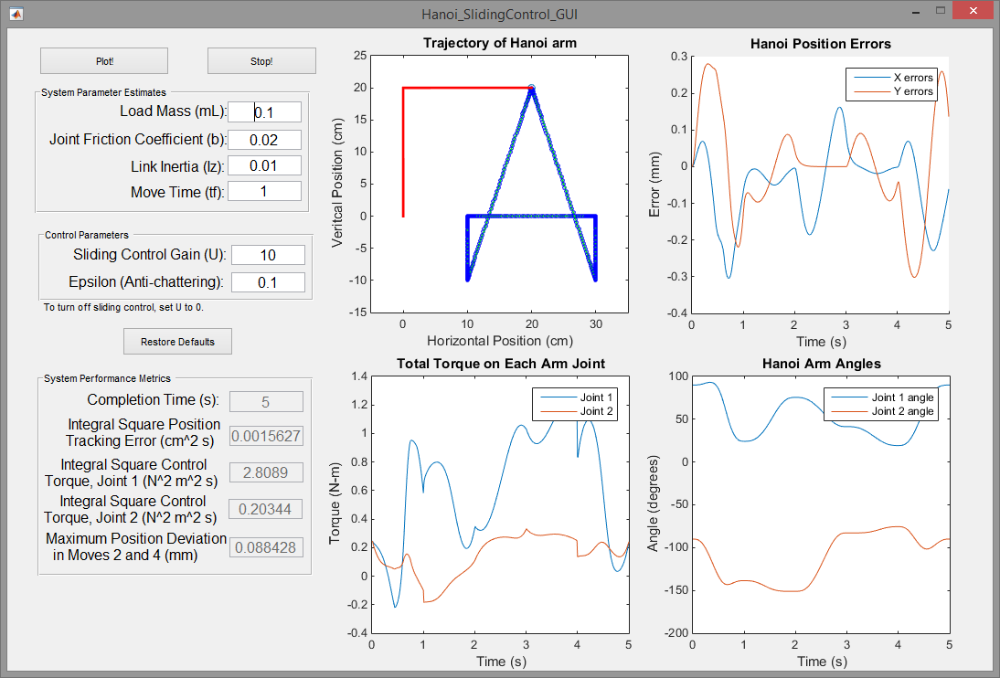 Hanoi_SlidingControl_GUI
Plot!
Stop!
System Parameter Estimates
Load Mass (mL): 0.1
Joint Friction Coefficient (b): 0.02
Link Inertia (Iz): 0.01
Move Time (tf): 1
Control Parameters
Sliding Control Gain (U): 10
Epsilon (Anti-chattering): 0.1
To turn off sliding control, set U to 0.
Restore Defaults
System Performance Metrics
Completion Time (s): 5
Integral Square Position
Tracking Error (cm^2 s) 0.0015627
Integral Square Control
Torque, Joint 1 (N^2 m^2 s) 2.8089
Integral Square Control
Torque, Joint 2 (N^2 m^2 s) 0.20344
Maximum Position Deviation
in Moves 2 and 4 (mm) 0.088428
Trajectory of Hanoi arm
Veritcal Position (cm)
25
20
15
10
5
0
-5
-10
-15
0 10 20 30
Horizontal Position (cm)
Hanoi Position Errors
X errors
Y errors
Error (mm)
0.3
0.2
0.1
0
-0.1
-0.2
-0.3
-0.4
0 1 2 3 4 5
Time (s)
Total Torque on Each Arm Joint
Joint 1
Joint 2
Torque (N-m)
1.4
1.2
1
0.8
0.6
0.4
0.2
0
-0.2
-0.4
0 1 2 3 4 5
Time (s)
Hanoi Arm Angles
Joint 1 angle
Joint 2 angle
Angle (degrees)
100
50
0
-50
-100
-150
-200
0 1 2 3 4 5
Time (s)